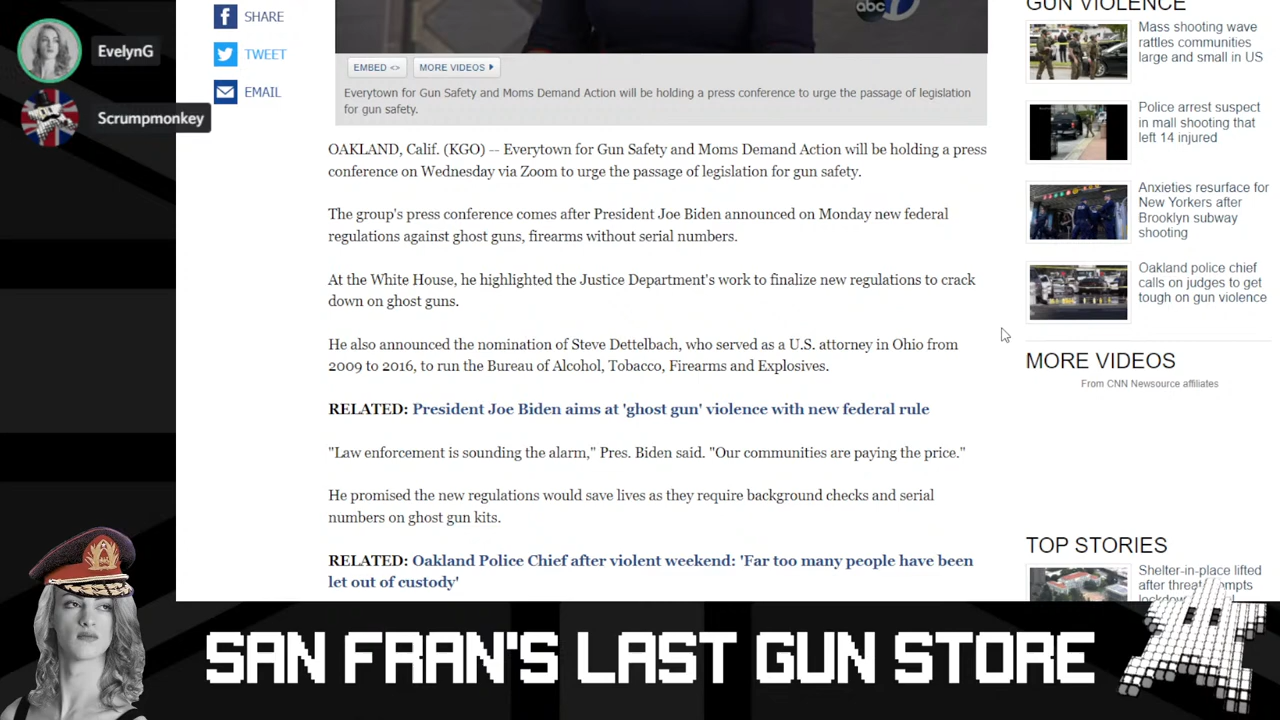 EvelynG
Scrumpmonkey
SHARE
TWEET
EMAIL
abc
EMBED <>
MORE VIDEOS
Everytown for Gun Safety and Moms Demand Action will be holding a press conference to urge the passage of legislation
for gun safety.
OAKLAND, Calif. (KGO) -- Everytown for Gun Safety and Moms Demand Action will be holding a press
conference on Wednesday via Zoom to urge the passage of legislation for gun safety.
The group's press conference comes after President Joe Biden announced on Monday new federal
regulations against ghost guns, firearms without serial numbers.
At the White House, he highlighted the Justice Department's work to finalize new regulations to crack
down on ghost guns.
He also announced the nomination of Steve Dettelbach, who served as a U.S. attorney in Ohio from
2009 to 2016, to run the Bureau of Alcohol, Tobacco, Firearms and Explosives.
RELATED: President Joe Biden aims at 'ghost gun' violence with new federal rule
"Law enforcement is sounding the alarm," Pres. Biden said. "Our communities are paying the price."
He promised the new regulations would save lives as they require background checks and serial
numbers on ghost gun kits.
RELATED: Oakland Police Chief after violent weekend: 'Far too many people have been
let out of custody'
GUN VIOLENCE
Mass shooting wave
rattles communities
large and small in US
Police arrest suspect
in mall shooting that
left 14 injured
Anxieties resurface for
New Yorkers after
Brooklyn subway
shooting
Oakland police chief
calls on judges to get
tough on gun violence
MORE VIDEOS
From CNN Newsource affiliates
TOP STORIES
Shelter-in-place lifted
after threat
SAN FRAN'S LAST GUN STORE